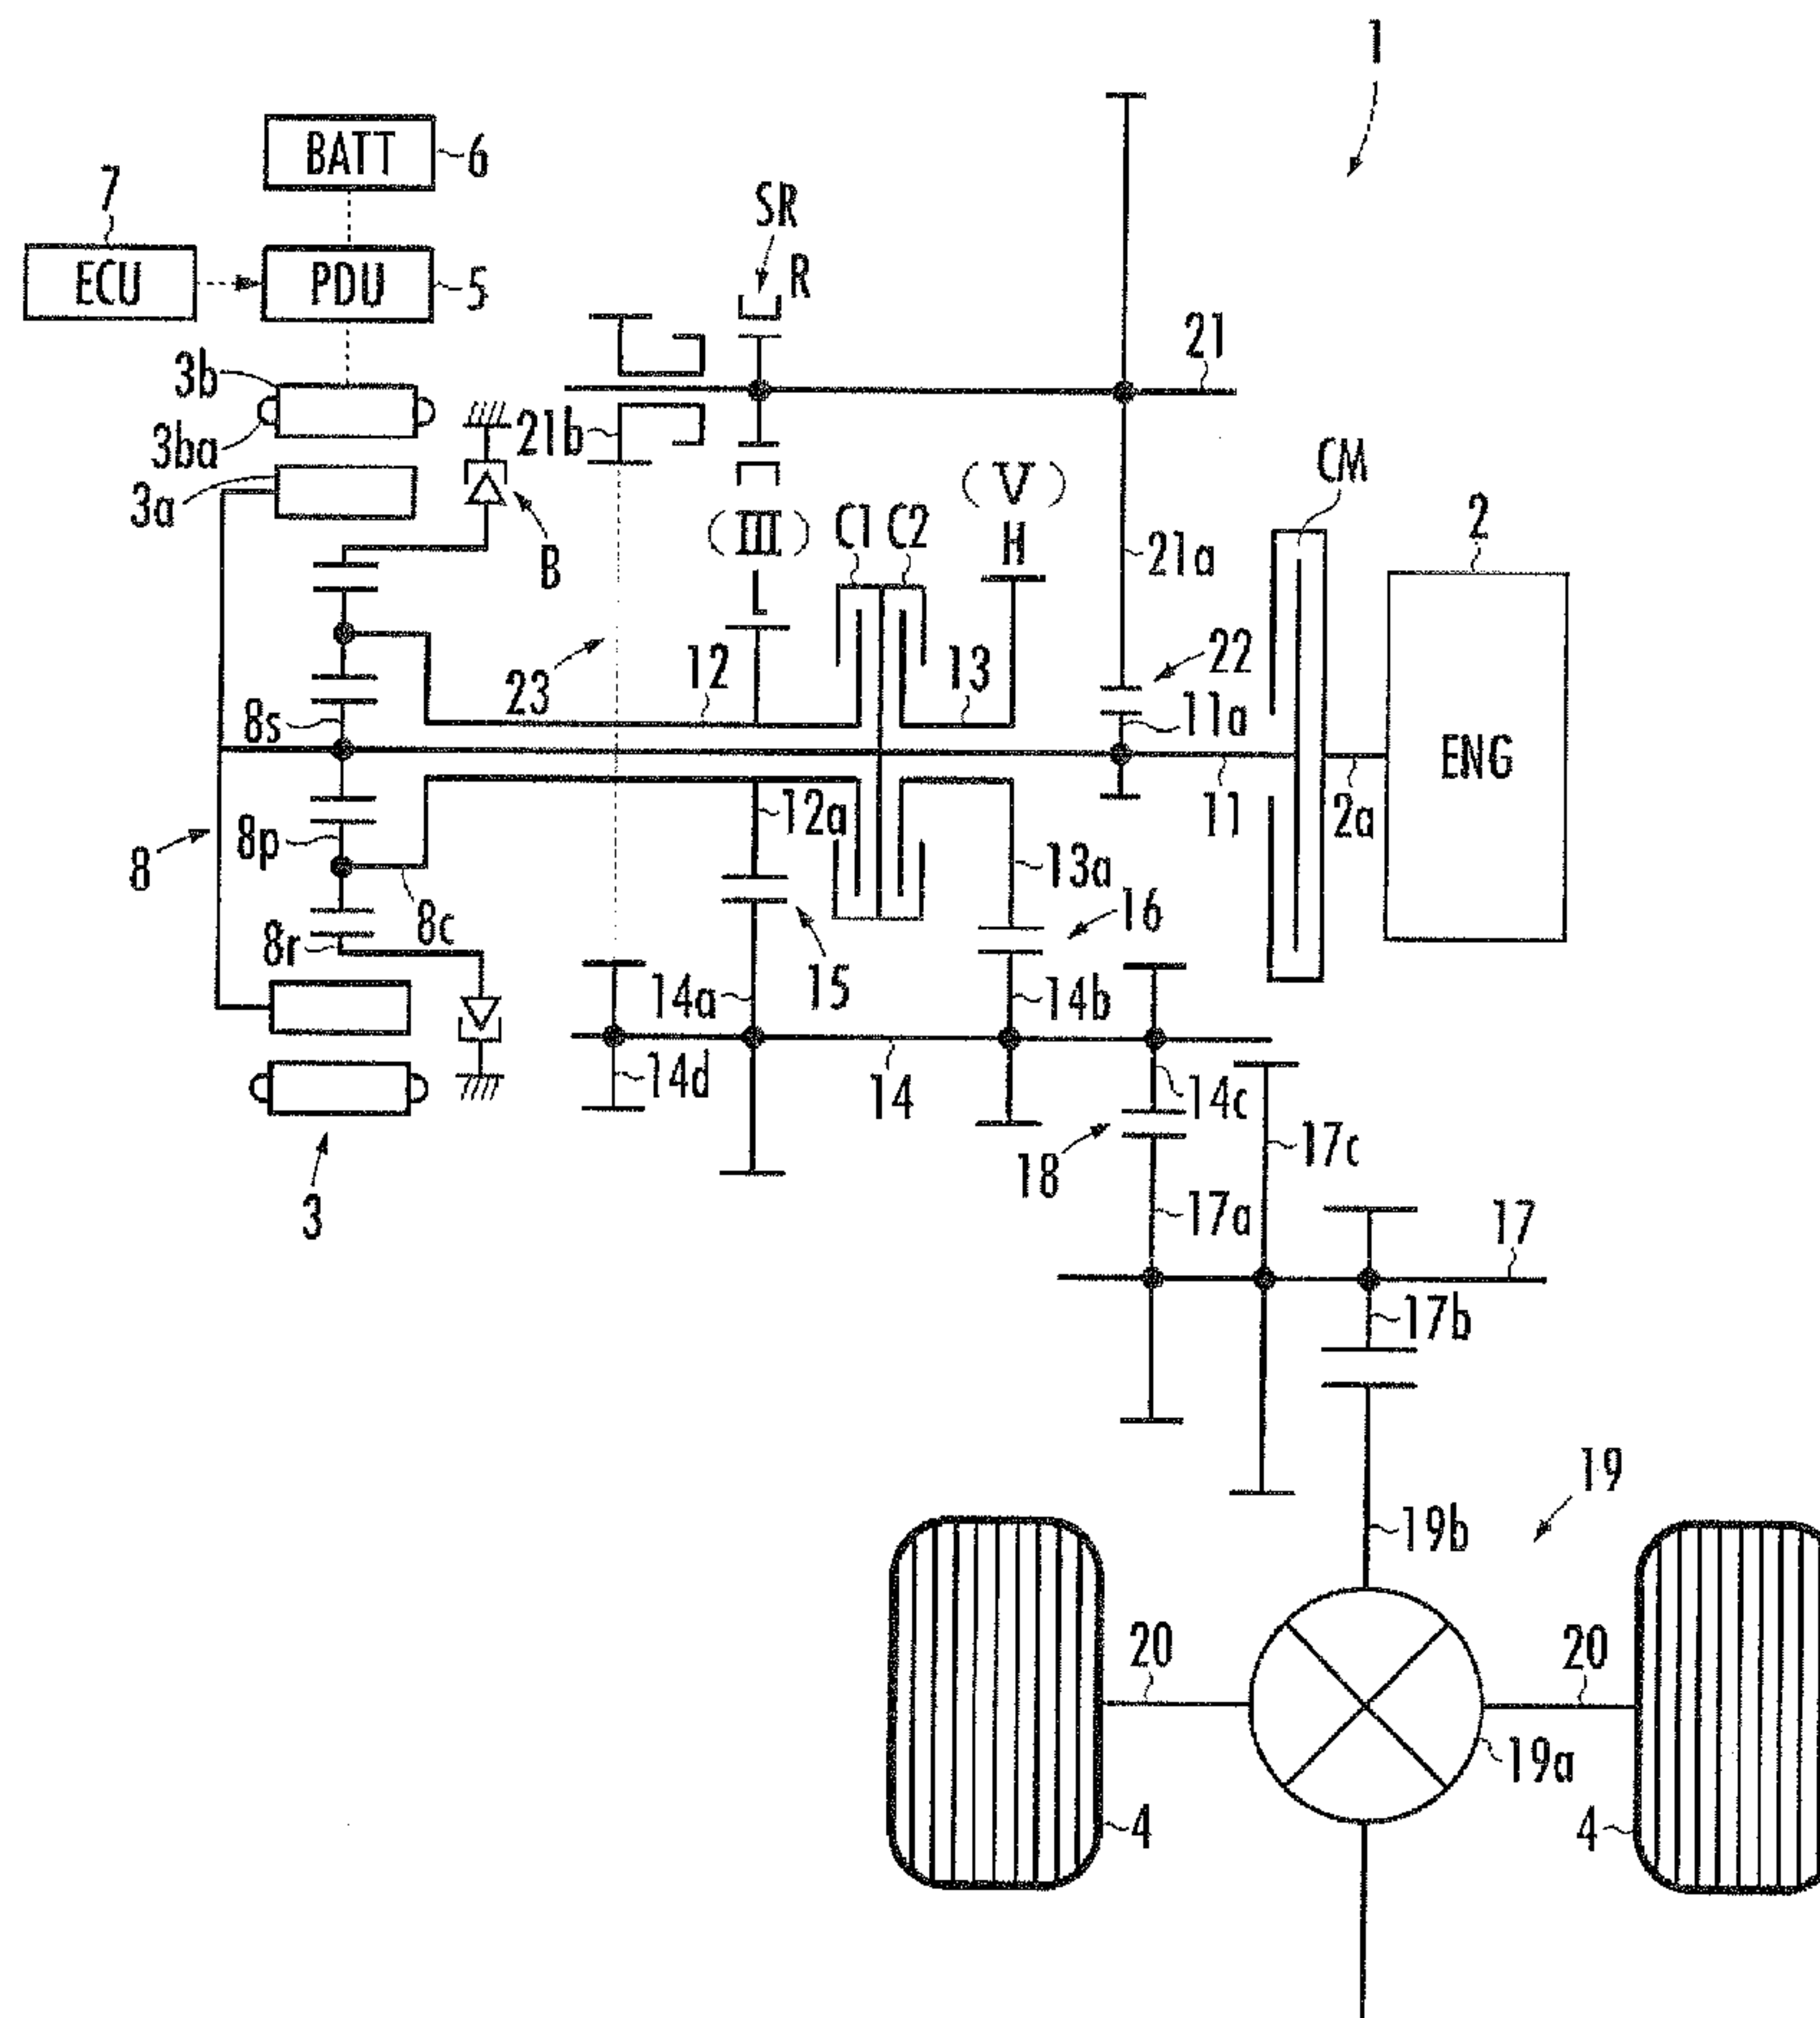 1
BATT
6
7
SR
ECU
PDU
5
R
21
3b
21b
3ba
CM
(V)
3a
2
(III)
C1
C2
H
21a
B
12
13
22
23
8s
11a
ENG
12a
11
2a
8p
8
13a
8c
16
8r
15
14a
14b
14d
14
14c
17c
18
3
17a
17
17b
19
19b
20
20
19a
4
4
L